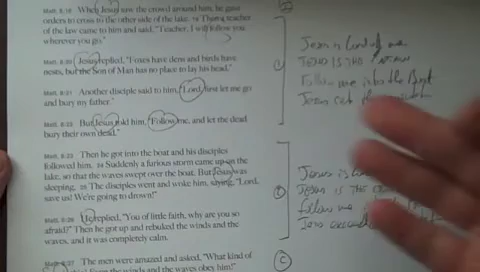 Matt. 8:18 When Jesus saw the crowd around him, he gave
orders to cross to the other side of the lake. 19 Then a teacher
of the law came to him and said, "Teacher, I will follow you
wherever you go."
Matt. 8:20 Jesus replied, "Foxes have dens and birds have
nests, but the Son of Man has no place to lay his head."
Matt. 8:21 Another disciple said to him, "Lord, first let me go
and bury my father."
Matt. 8:22 But Jesus told him, "Follow me, and let the dead
bury their own dead."
Matt. 8:23 Then he got into the boat and his disciples
followed him. 24 Suddenly a furious storm came up on the
lake, so that the waves swept over the boat. But Jesus was
sleeping. 25 The disciples went and woke him, saying, "Lord,
save us! We're going to drown!"
Matt. 8:26 He replied, "You of little faith, why are you so
afraid?" Then he got up and rebuked the winds and the
waves, and it was completely calm.
Matt. 8:27 The men were amazed and asked, "What kind of
the winds and the waves obey him!"
Jesus is Lord of me
Jesus is the
Follow me into the Boat
Jesus
Jesus is
Jesus is the
Follow me
Jesus
C